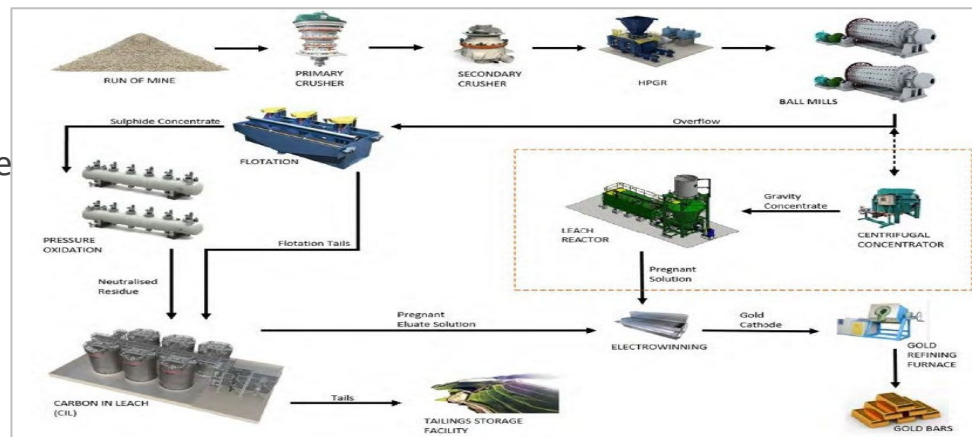 RUN OF MINE
PRIMARY
CRUSHER
SECONDARY
CRUSHER
HPGR
BALL MILLS
Sulphide Concentrate
Overflow
FLOTATION
e
Gravity
Concentrate
LEACH
REACTOR
CENTRIFUGAL
CONCENTRATOR
PRESSURE
OXIDATION
Flotation Tails
Neutralised
Residue
Pregnant
Solution
Pregnant
Eluate Solution
Gold
Cathode
ELECTROWINNING
GOLD
REFINING
FURNACE
CARBON IN LEACH
(CIL)
Tails
TAILINGS STORAGE
FACILITY
GOLD BARS